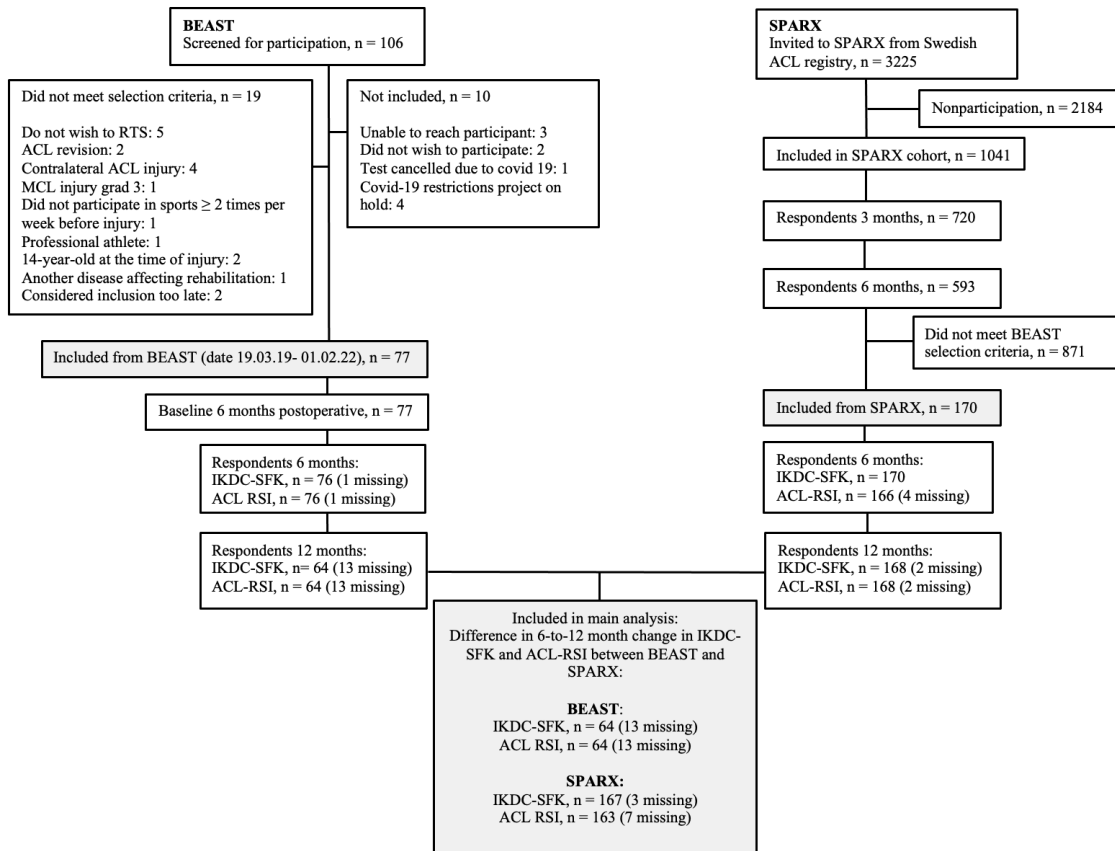 BEAST
Screened for participation, n = 106
Did not meet selection criteria, n = 19
Do not wish to RTS: 5
ACL revision: 2
Contralateral ACL injury: 4
MCL injury grad 3: 1
Did not participate in sports ≥ 2 times per
week before injury: 1
Professional athlete: 1
14-year-old at the time of injury: 2
Another disease affecting rehabilitation: 1
Considered inclusion too late: 2
Not included, n = 10
Unable to reach participant: 3
Did not wish to participate: 2
Test cancelled due to covid 19: 1
Covid-19 restrictions project on
hold: 4
Included from BEAST (date 19.03.19- 01.02.22), n = 77
Baseline 6 months postoperative, n = 77
Respondents 6 months:
IKDC-SFK, n = 76 (1 missing)
ACL RSI, n = 76 (1 missing)
Respondents 12 months:
IKDC-SFK, n= 64 (13 missing)
ACL-RSI, n = 64 (13 missing)
SPARX
Invited to SPARX from Swedish
ACL registry, n = 3225
Nonparticipation, n = 2184
Included in SPARX cohort, n = 1041
Respondents 3 months, n = 720
Respondents 6 months, n = 593
Did not meet BEAST
selection criteria, n = 871
Included from SPARX, n = 170
Respondents 6 months:
IKDC-SFK, n = 170
ACL-RSI, n = 166 (4 missing)
Respondents 12 months:
IKDC-SFK, n = 168 (2 missing)
ACL-RSI, n = 168 (2 missing)
Included in main analysis:
Difference in 6-to-12 month change in IKDC-
SFK and ACL-RSI between BEAST and
SPARX:
BEAST:
IKDC-SFK, n = 64 (13 missing)
ACL RSI, n = 64 (13 missing)
SPARX:
IKDC-SFK, n = 167 (3 missing)
ACL RSI, n = 163 (7 missing)